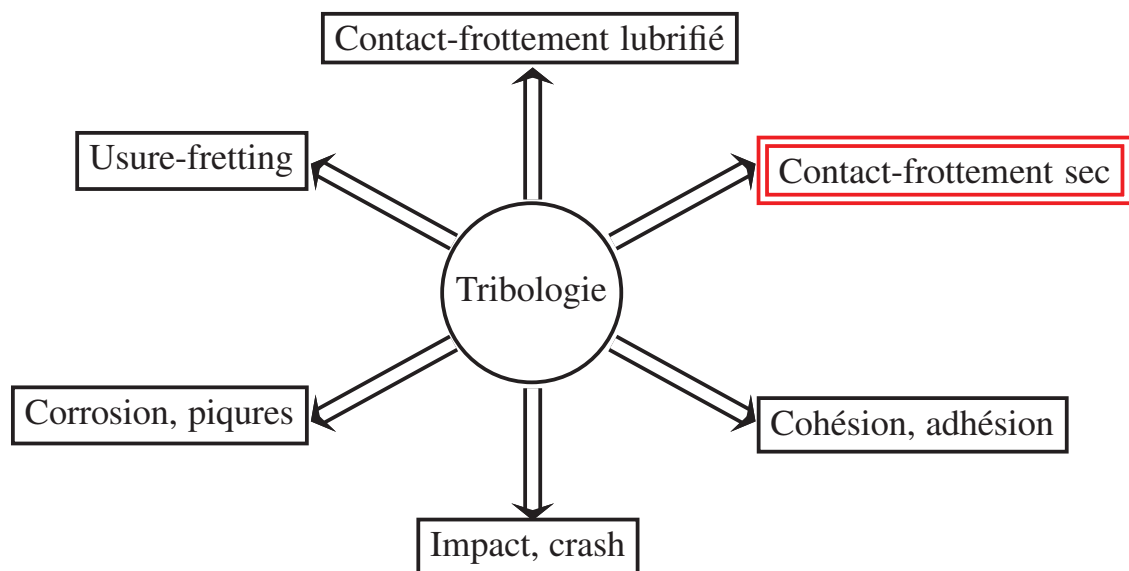 Contact-frottement lubrifié
Usure-fretting
Contact-frottement sec
Tribologie
Corrosion, piqures
Cohésion, adhésion
Impact, crash